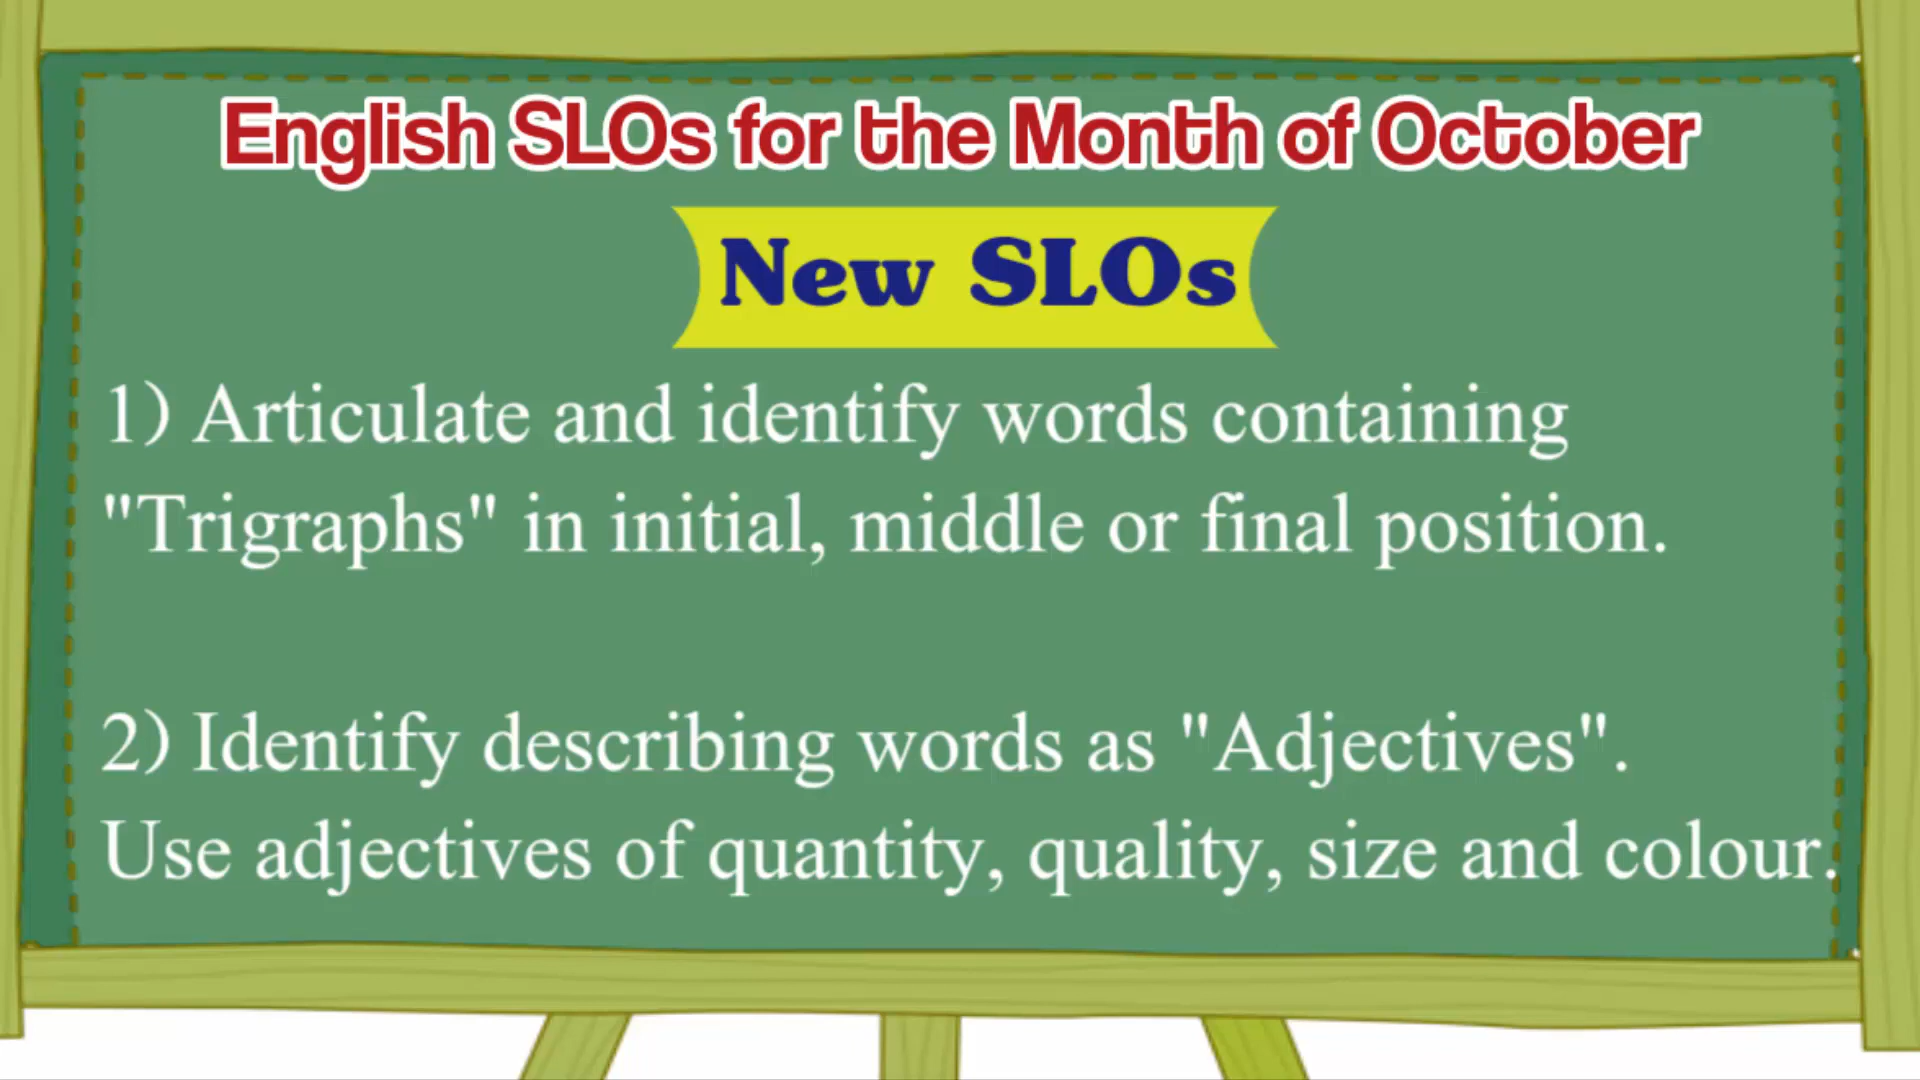 English SLOs for the Month of October
New SLOs
1) Articulate and identify words containing
"Trigraphs" in initial, middle or final position.
2) Identify describing words as "Adjectives".
Use adjectives of quantity, quality, size and colour.